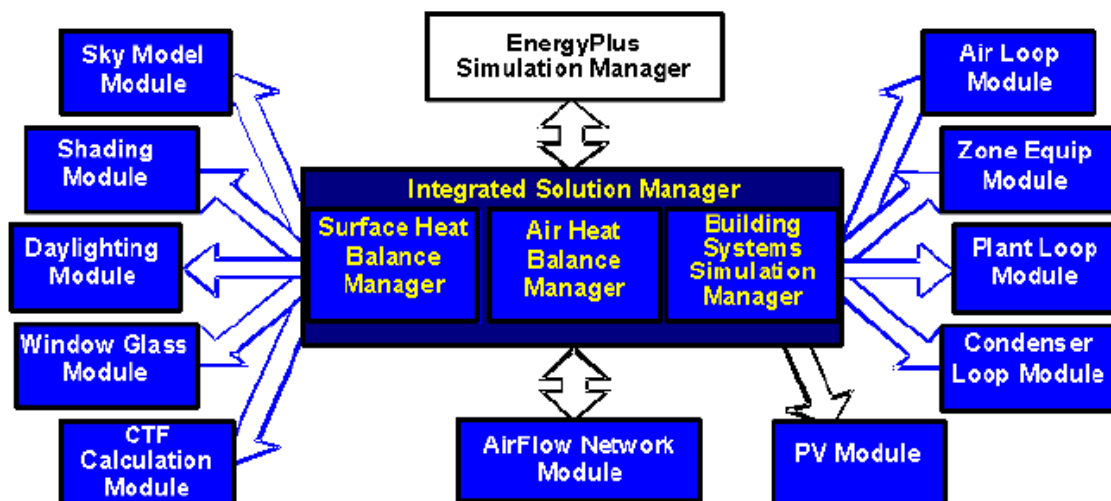 EnergyPlus
Simulation Manager
Sky Model
Module
Shading
Module
Daylighting
Module
Window Glass
Module
CTF
Calculation
Module
Integrated Solution Manager
Surface Heat
Balance
Manager
Air Heat
Balance
Manager
Building
Systems
Simulation
Manager
AirFlow Network
Module
PV Module
Air Loop
Module
Zone Equip
Module
Plant Loop
Module
Condenser
Loop Module